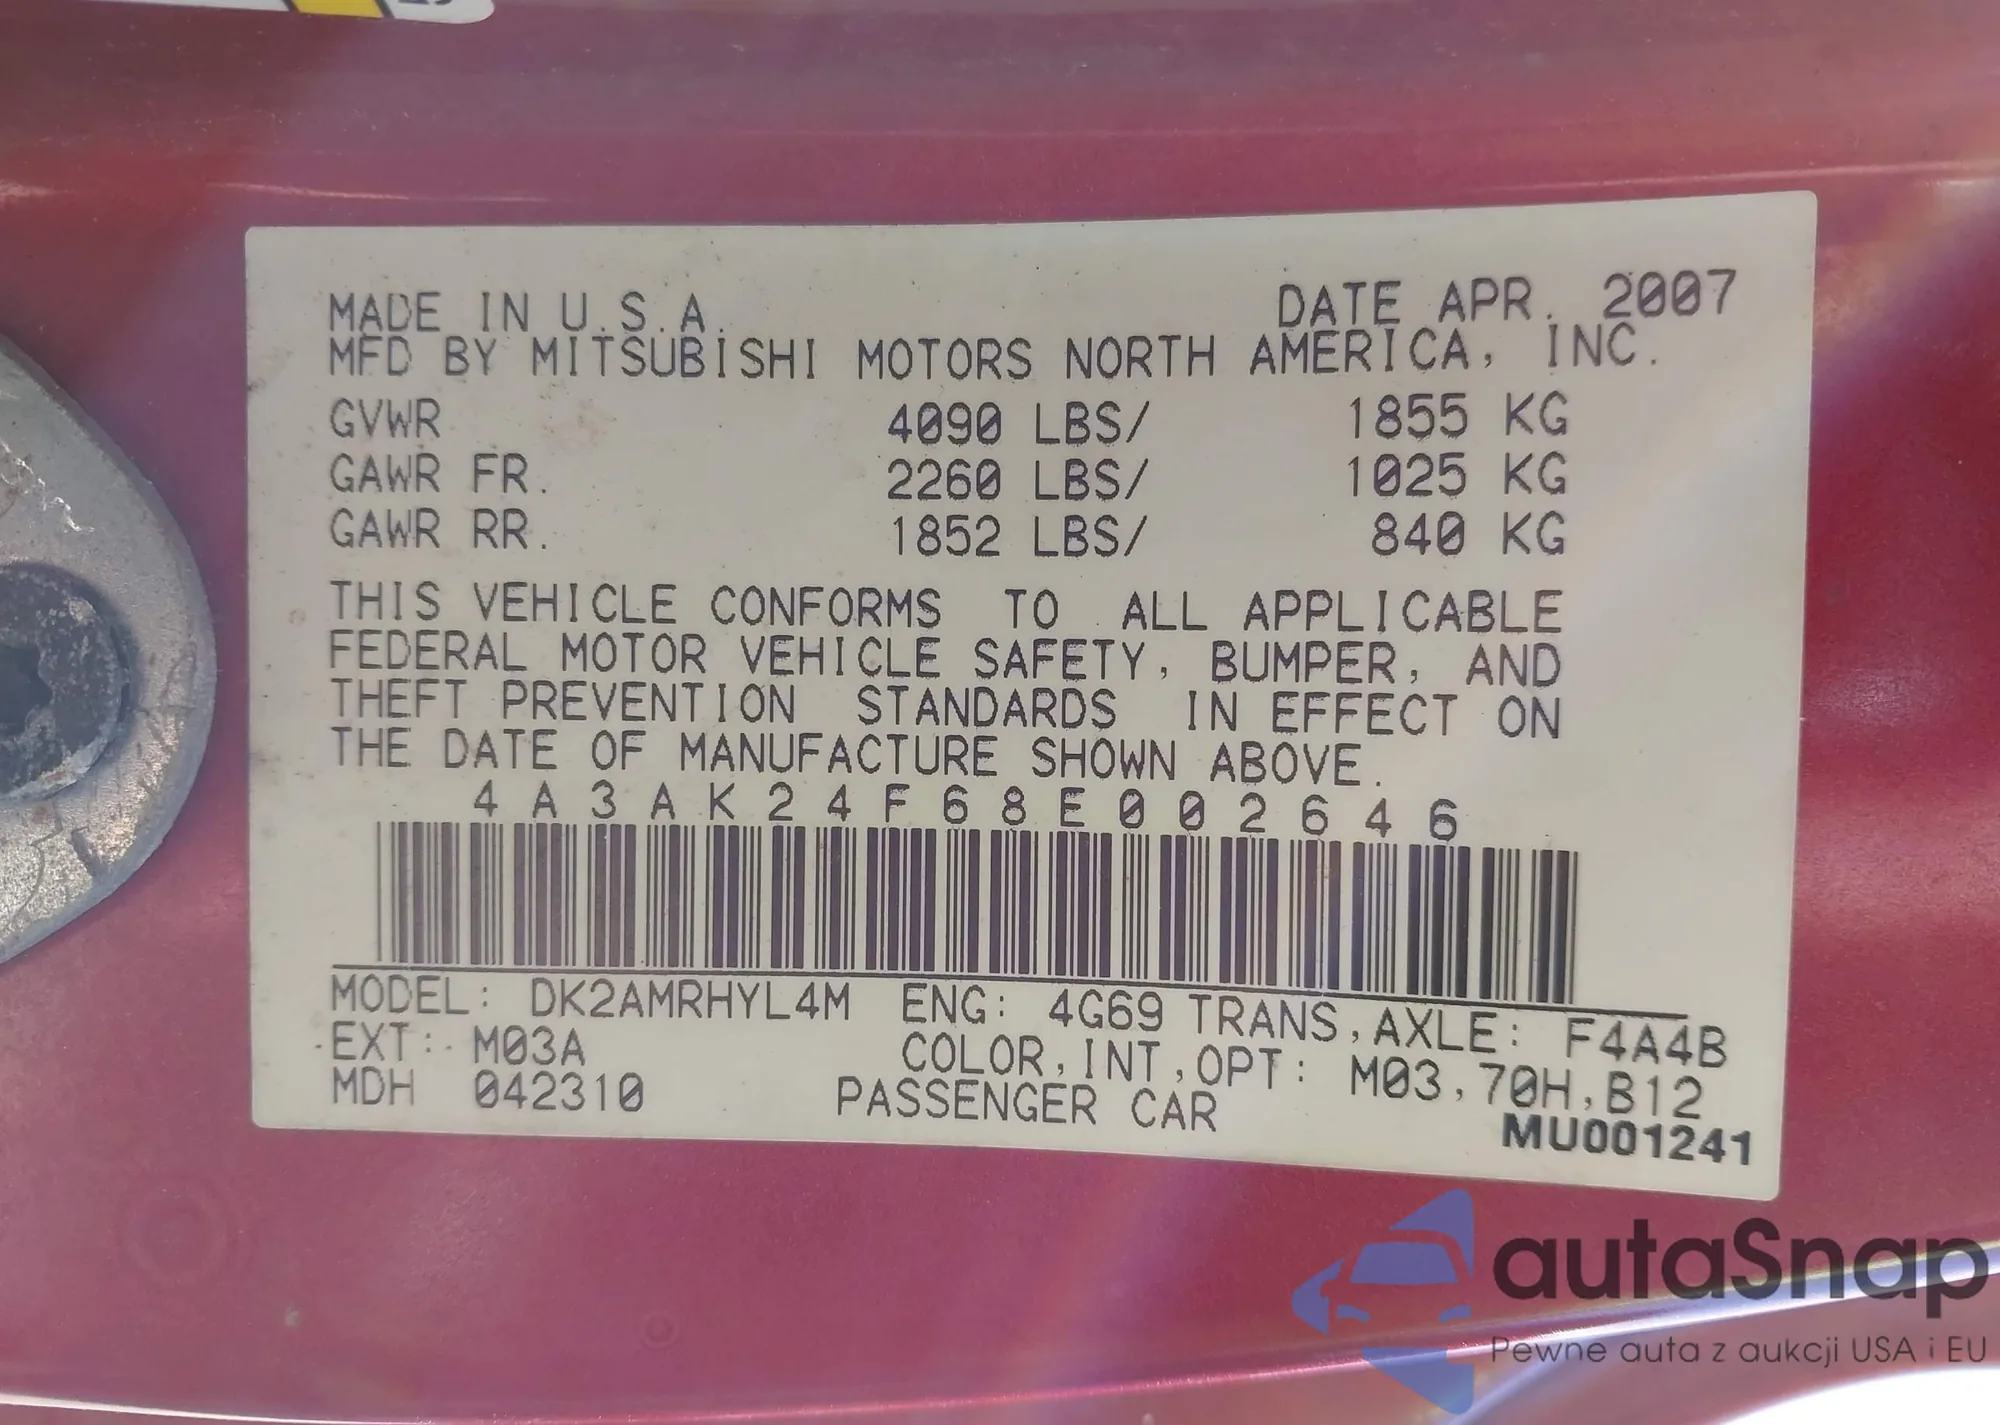 MADE IN U.S.A. DATE APR. 2007
MFD BY MITSUBISHI MOTORS NORTH AMERICA, INC.
GVWR 4090 LBS/ 1855 KG
GAWR FR. 2260 LBS/ 1025 KG
GAWR RR. 1852 LBS/ 840 KG
THIS VEHICLE CONFORMS TO ALL APPLICABLE
FEDERAL MOTOR VEHICLE SAFETY, BUMPER, AND
THEFT PREVENTION STANDARDS IN EFFECT ON
THE DATE OF MANUFACTURE SHOWN ABOVE.
4A3AK24F68E002646
MODEL: DK2AMRHYL4M ENG: 4G69 TRANS,AXLE: F4A4B
EXT: M03A COLOR,INT,OPT: M03,70H,B12
MDH 042310 PASSENGER CAR
MU001241
autaSnap
Pewne auta z aukcji USA i EU